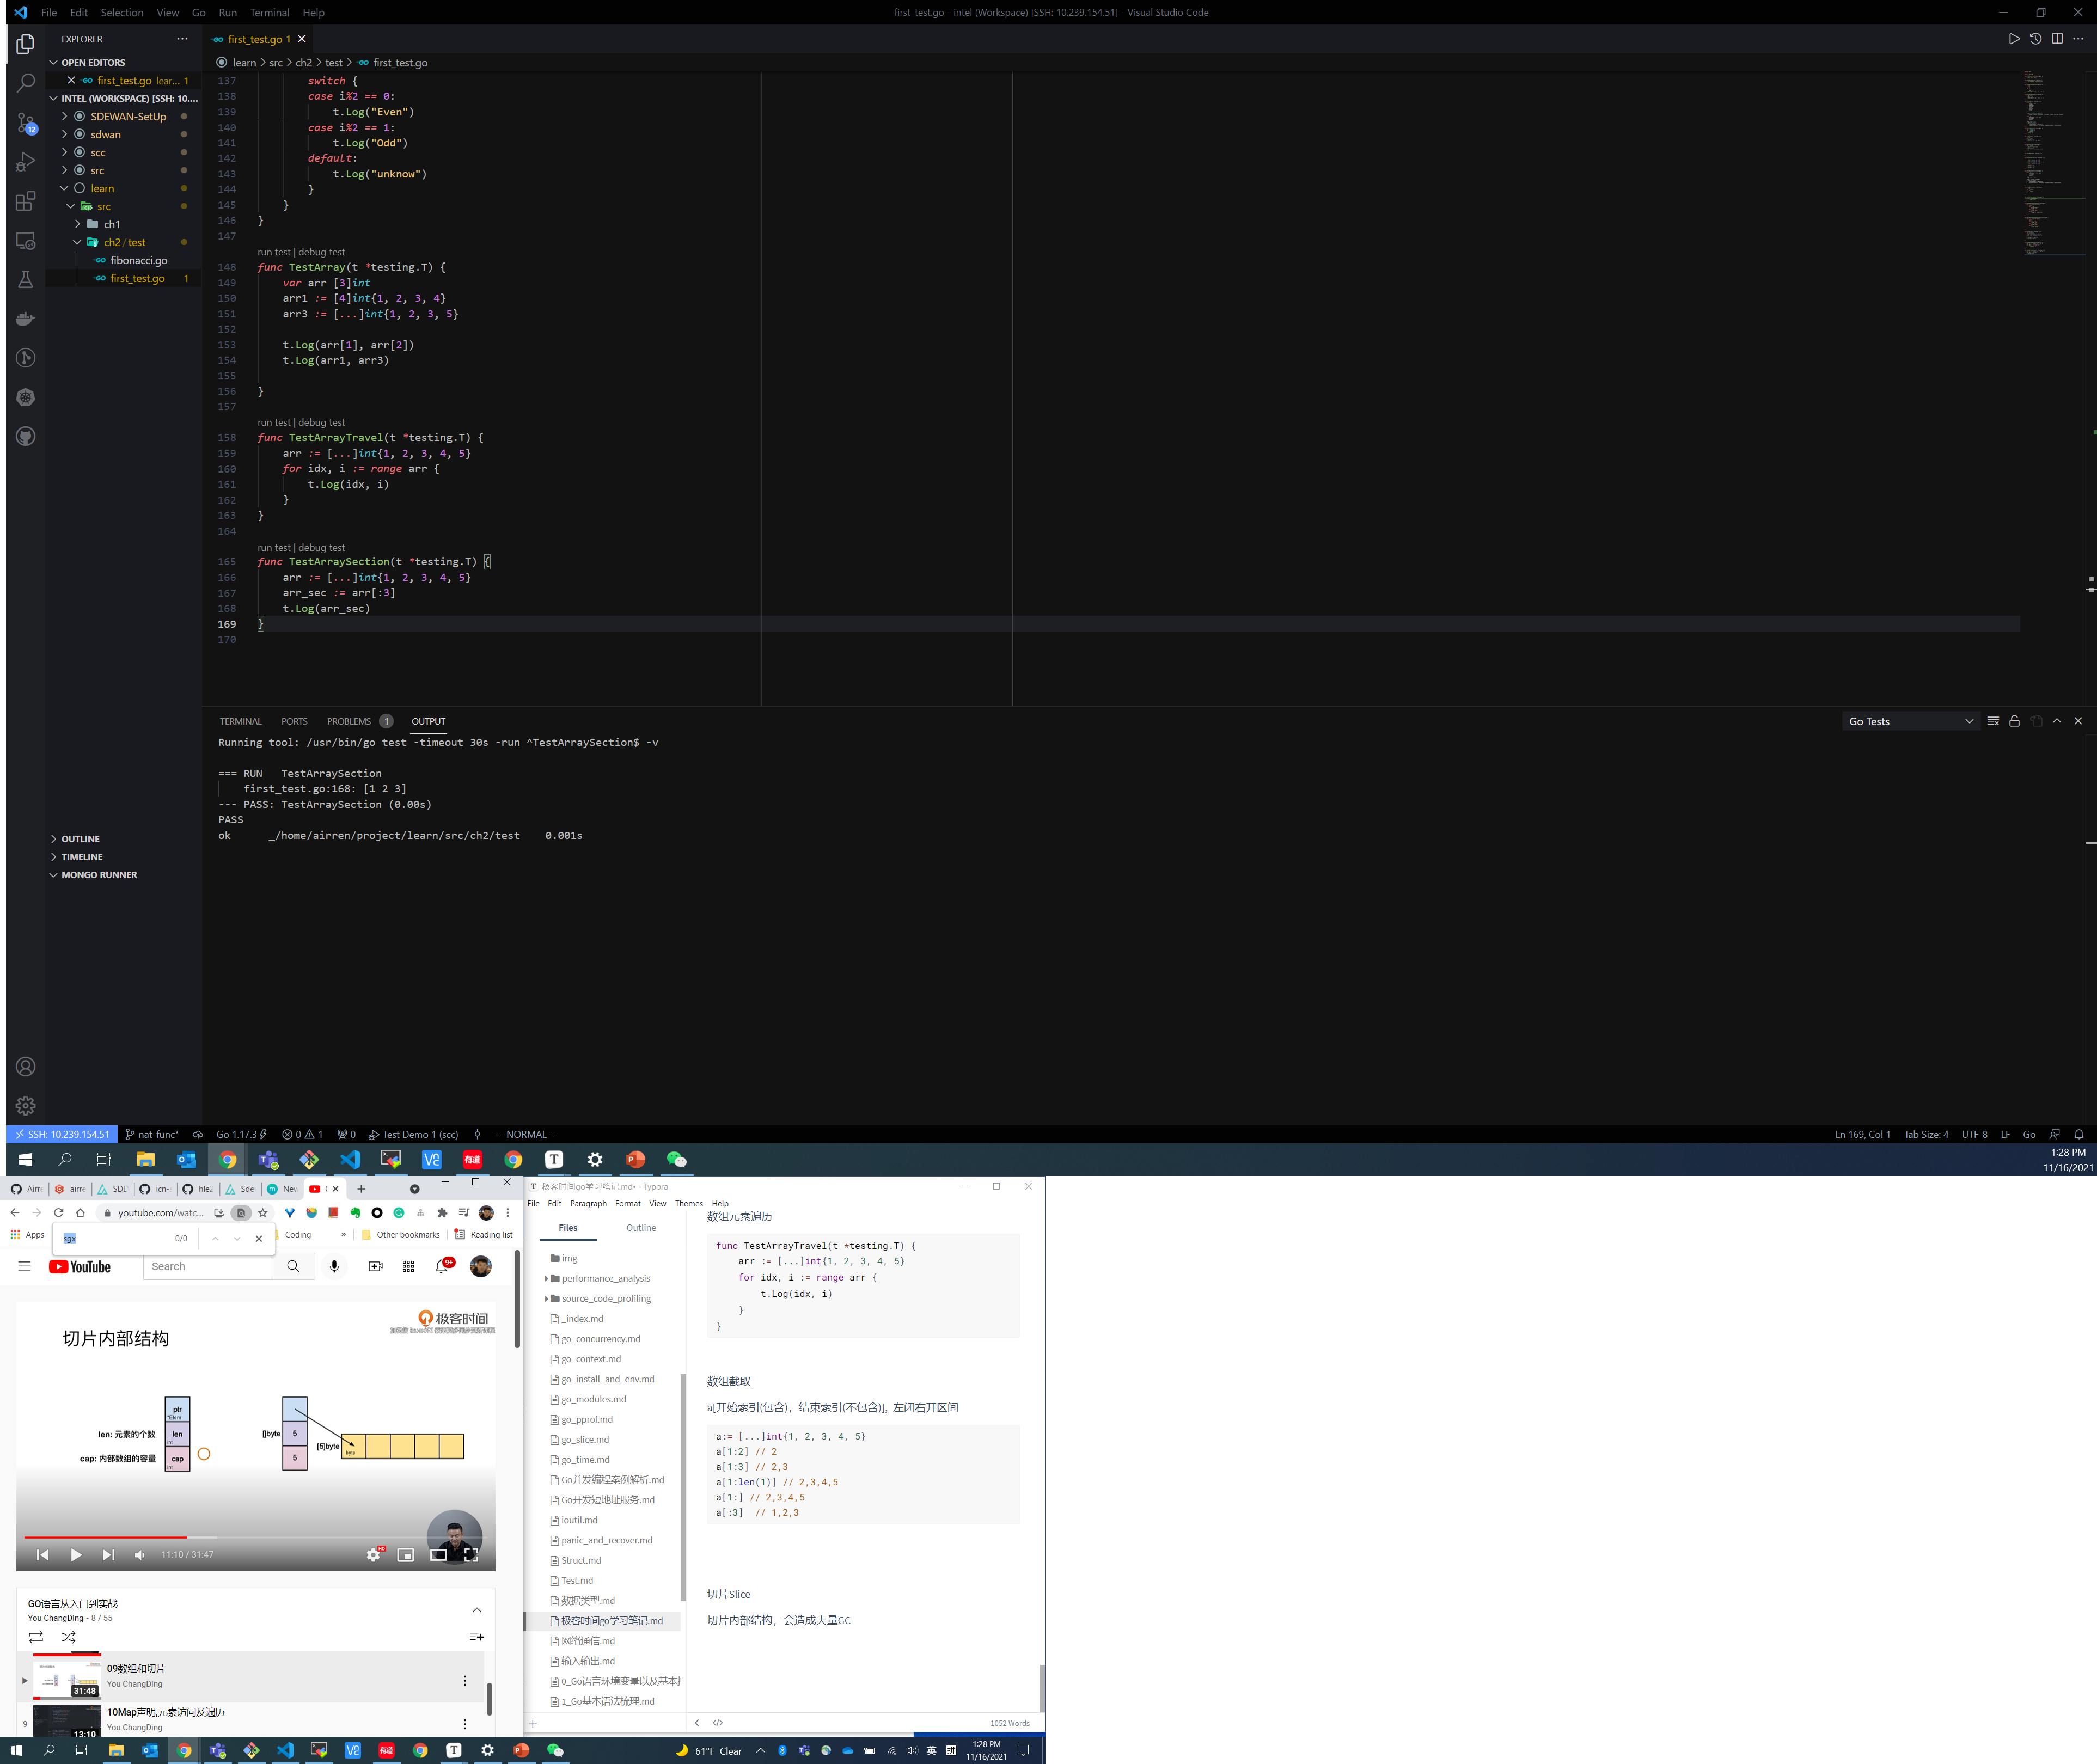 File Edit Selection View Go Run Terminal Help
first_test.go - intel (Workspace) [SSH: 10.239.154.51] - Visual Studio Code
EXPLORER
first_test.go 1
OPEN EDITORS
learn > src > ch2 > test > first_test.go
first_test.go lear... 1
INTEL (WORKSPACE) [SSH: 10....
SDEWAN-SetUp
sdwan
scc
src
learn
src
ch1
ch2 / test
fibonacci.go
first_test.go 1
12
OUTLINE
TIMELINE
MONGO RUNNER
137 switch {
138 case i%2 == 0:
139 t.Log("Even")
140 case i%2 == 1:
141 t.Log("Odd")
142 default:
143 t.Log("unknow")
144 }
145 }
146 }
147
run test | debug test
148 func TestArray(t *testing.T) {
149 var arr [3]int
150 arr1 := [4]int{1, 2, 3, 4}
151 arr3 := [...]int{1, 2, 3, 5}
152
153 t.Log(arr[1], arr[2])
154 t.Log(arr1, arr3)
155
156 }
157
run test | debug test
158 func TestArrayTravel(t *testing.T) {
159 arr := [...]int{1, 2, 3, 4, 5}
160 for idx, i := range arr {
161 t.Log(idx, i)
162 }
163 }
164
run test | debug test
165 func TestArraySection(t *testing.T) {
166 arr := [...]int{1, 2, 3, 4, 5}
167 arr_sec := arr[:3]
168 t.Log(arr_sec)
169 }
170
TERMINAL PORTS PROBLEMS 1 OUTPUT
Go Tests
Running tool: /usr/bin/go test -timeout 30s -run ^TestArraySection$ -v
=== RUN TestArraySection
first_test.go:168: [1 2 3]
--- PASS: TestArraySection (0.00s)
PASS
ok _/home/airren/project/learn/src/ch2/test 0.001s
SSH: 10.239.154.51 nat-func* Go 1.17.3 0 1 0 Test Demo 1 (scc) -- NORMAL --
Ln 169, Col 1 Tab Size: 4 UTF-8 LF Go
1:28 PM
11/16/2021
Airr airre SDE icn- hle2 Sde Nev
youtube.com/watc...
Apps
sgx 0/0
Coding » Other bookmarks Reading list
YouTube
Search
9+
极客时间
切片内部结构
ptr
*Elem
len: 元素的个数
len
int
cap: 内部数组的容量
cap
int
[]byte
5
5
[5]byte
byte
11:10 / 31:47
HD
GO语言从入门到实战
You ChangDing - 8 / 55
09数组和切片
You ChangDing
31:48
9
10Map声明,元素访问及遍历
You ChangDing
13:10
极客时间go学习笔记.md• - Typora
File Edit Paragraph Format View Themes Help
Files Outline
img
performance_analysis
source_code_profiling
_index.md
go_concurrency.md
go_context.md
go_install_and_env.md
go_modules.md
go_pprof.md
go_slice.md
go_time.md
Go并发编程案例解析.md
Go开发短地址服务.md
ioutil.md
panic_and_recover.md
Struct.md
Test.md
数据类型.md
极客时间go学习笔记.md
网络通信.md
输入输出.md
0_Go语言环境变量以及基本
1_Go基本语法梳理.md
数组元素遍历
func TestArrayTravel(t *testing.T) {
arr := [...]int{1, 2, 3, 4, 5}
for idx, i := range arr {
t.Log(idx, i)
}
}
数组截取
a[开始索引(包含)，结束索引(不包含)], 左闭右开区间
a:= [...]int{1, 2, 3, 4, 5}
a[1:2] // 2
a[1:3] // 2,3
a[1:len(1)] // 2,3,4,5
a[1:] // 2,3,4,5
a[:3] // 1,2,3
切片Slice
切片内部结构，会造成大量GC
1052 Words
61°F Clear
英
拼
1:28 PM
11/16/2021